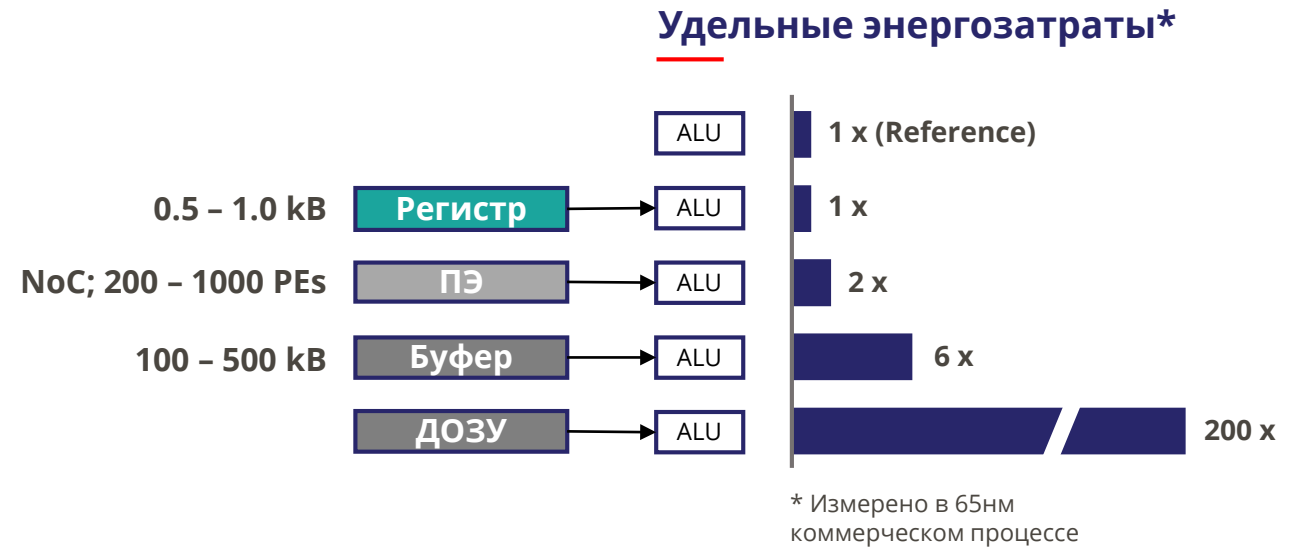 Удельные энергозатраты*
ALU
1 x (Reference)
0.5 – 1.0 kB
Регистр
ALU
1 x
NoC; 200 – 1000 PEs
ПЭ
ALU
2 x
100 – 500 kB
Буфер
ALU
6 x
ДОЗУ
ALU
200 x
* Измерено в 65нм
коммерческом процессе